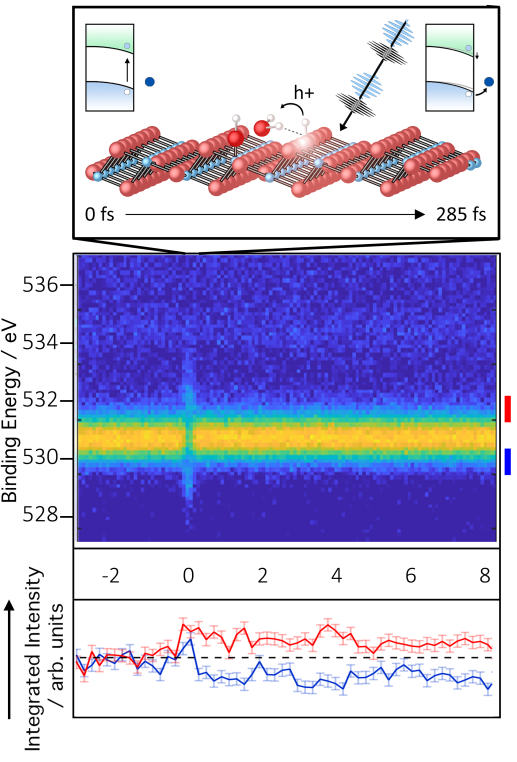 h+
0 fs
285 fs
Binding Energy / eV
536
534
532
530
528
-2 0 2 4 6 8
Integrated Intensity
/ arb. units